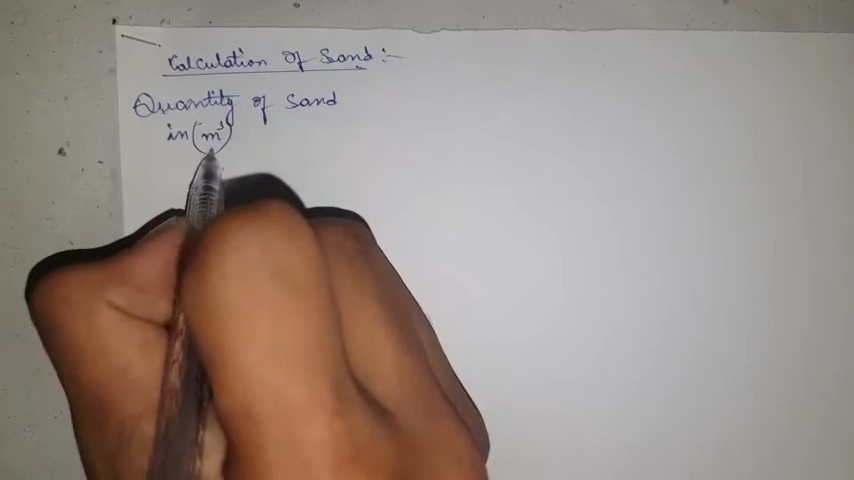 Calculation of Sand :-
Quantity of Sand
in (m³)